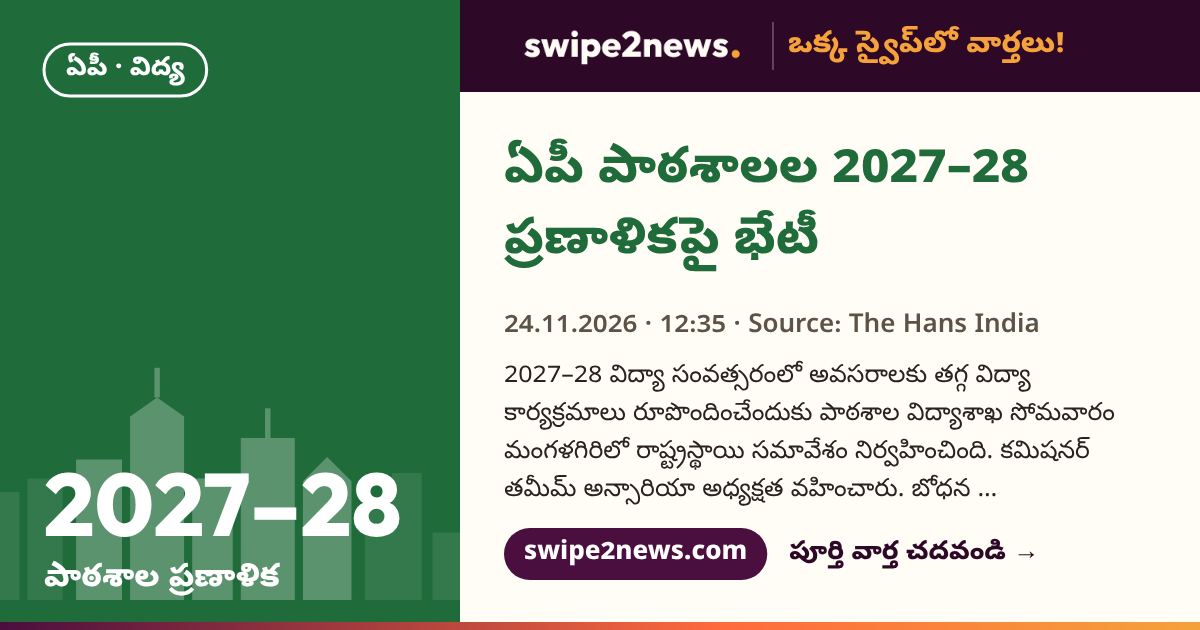 ఏపీ · విద్య
swipe2news.
ఒక్క స్వైప్‌లో వార్తలు!
ఏపీ పాఠశాలల 2027–28
ప్రణాళికపై భేటీ
24.11.2026 · 12:35 · Source: The Hans India
2027–28 విద్యా సంవత్సరంలో అవసరాలకు తగ్గ విద్యా
కార్యక్రమాలు రూపొందించేందుకు పాఠశాల విద్యాశాఖ సోమవారం
మంగళగిరిలో రాష్ట్రస్థాయి సమావేశం నిర్వహించింది. కమిషనర్
తమీమ్ అన్సారియా అధ్యక్షత వహించారు. బోధన ...
2027–28
పాఠశాల ప్రణాళిక
swipe2news.com
పూర్తి వార్త చదవండి →